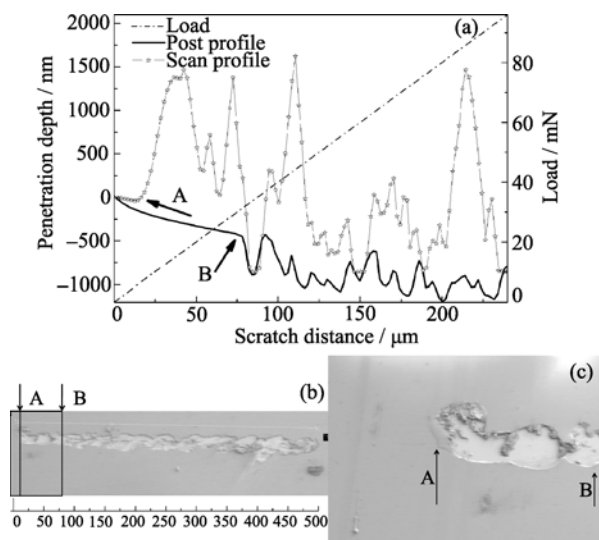 (a)
Load
Post profile
Scan profile
2000
1500
1000
500
0
−500
−1000
Penetration depth / nm
80
60
40
20
0
Load / mN
A
B
0 50 100 150 200
Scratch distance / μm
A B (b)
0 50 75 100 150 200 250 300 350 400 450 500
(c)
A
B